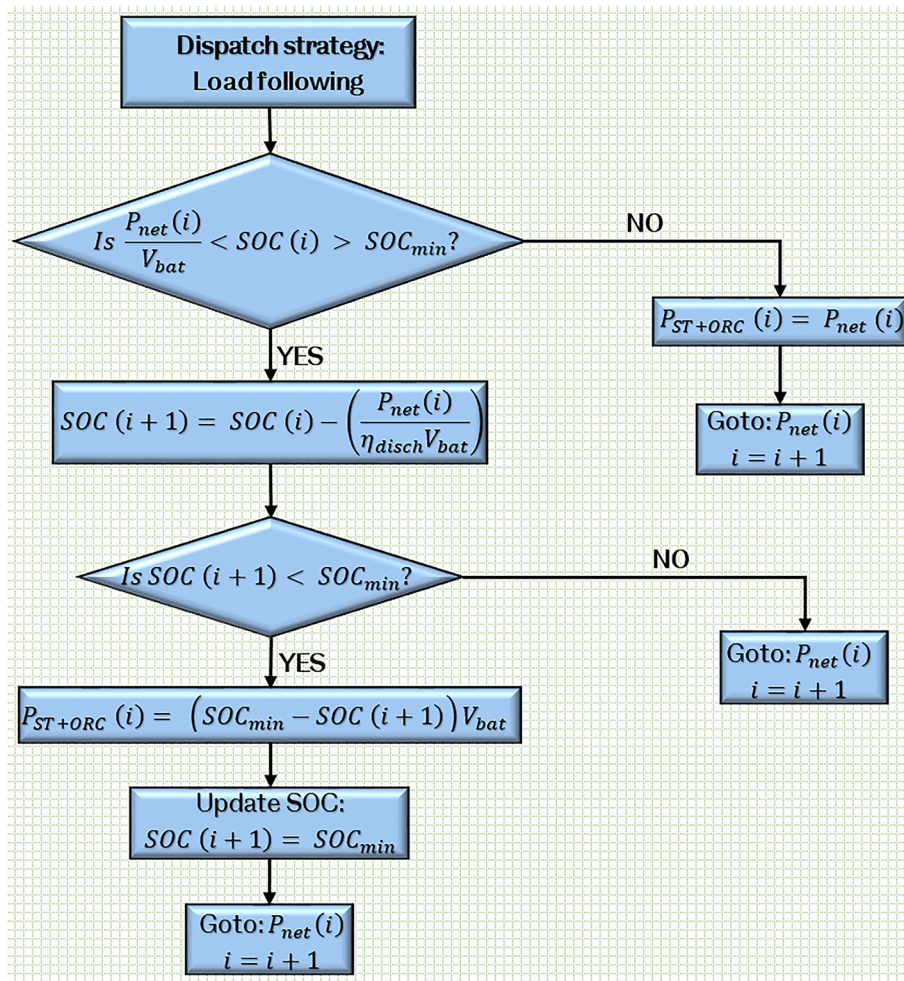 Dispatch strategy:
Load following
Is P_net(i)/V_bat < SOC (i) > SOC_min?
NO
P_ST+ORC (i) = P_net (i)
YES
SOC (i + 1) = SOC (i) − (P_net(i)/η_disch V_bat)
Goto: P_net(i)
i = i + 1
Is SOC (i + 1) < SOC_min?
NO
YES
Goto: P_net(i)
i = i + 1
P_ST+ORC (i) = (SOC_min − SOC (i + 1))V_bat
Update SOC:
SOC (i + 1) = SOC_min
Goto: P_net(i)
i = i + 1